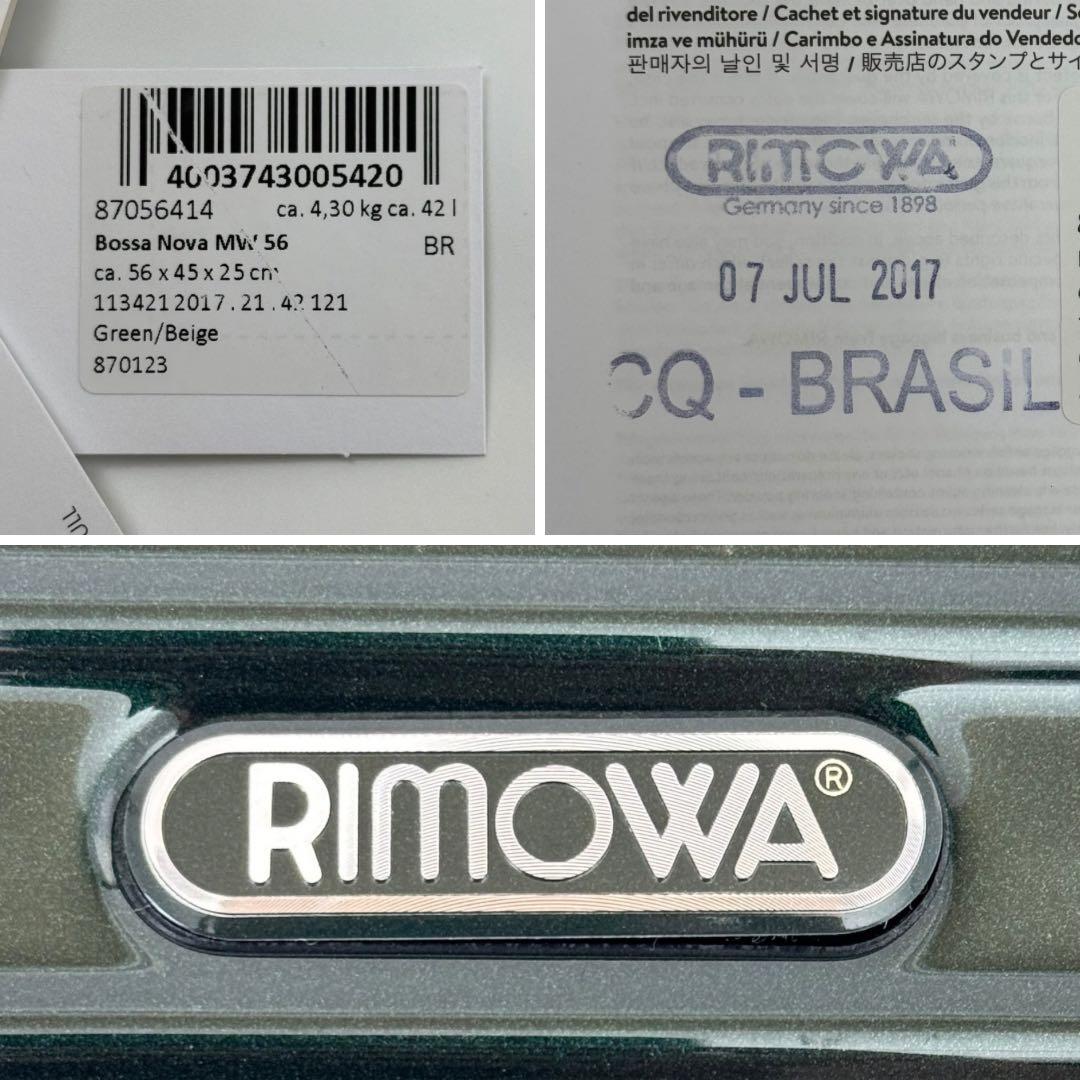 4003743005420
87056414 ca. 4,30 kg ca. 42 l
Bossa Nova MW 56 BR
ca. 56 x 45 x 25 cm
113421 2017 . 21 . 42 121
Green/Beige
870123
del rivenditore / Cachet et signature du vendeur /
imza ve mühürü / Carimbo e Assinatura do
판매자의 날인 및 서명 / 販売店のスタンプとサイ
RIMOWA
Germany since 1898
07 JUL 2017
CQ - BRASIL
RIMOWA®